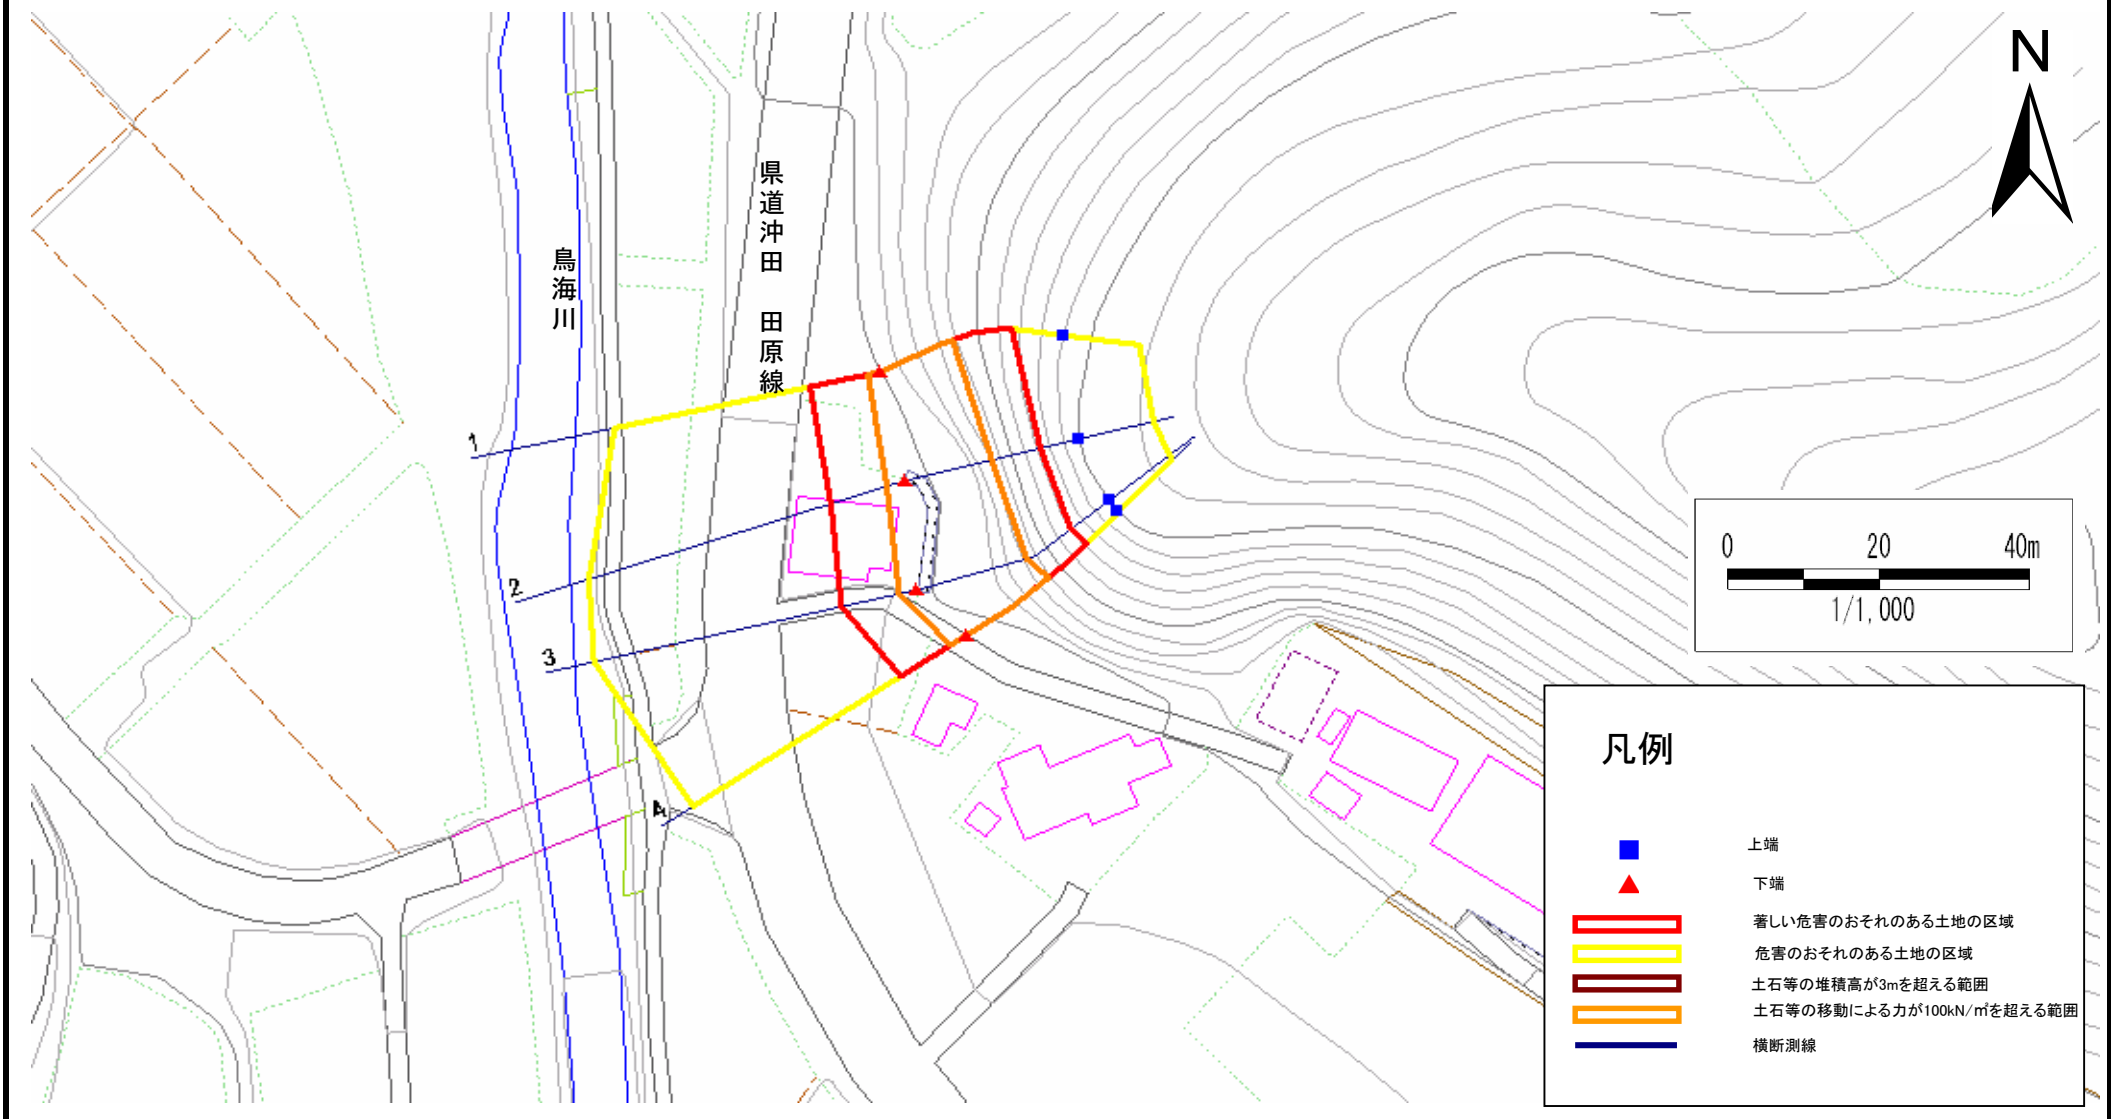 N
県道沖田 田原線
鳥海川
1
2
3
4
0 20 40m
1/1,000
凡例
上端
下端
著しい危害のおそれのある土地の区域
危害のおそれのある土地の区域
土石等の堆積高が3mを超える範囲
土石等の移動による力が100kN/㎡を超える範囲
横断測線